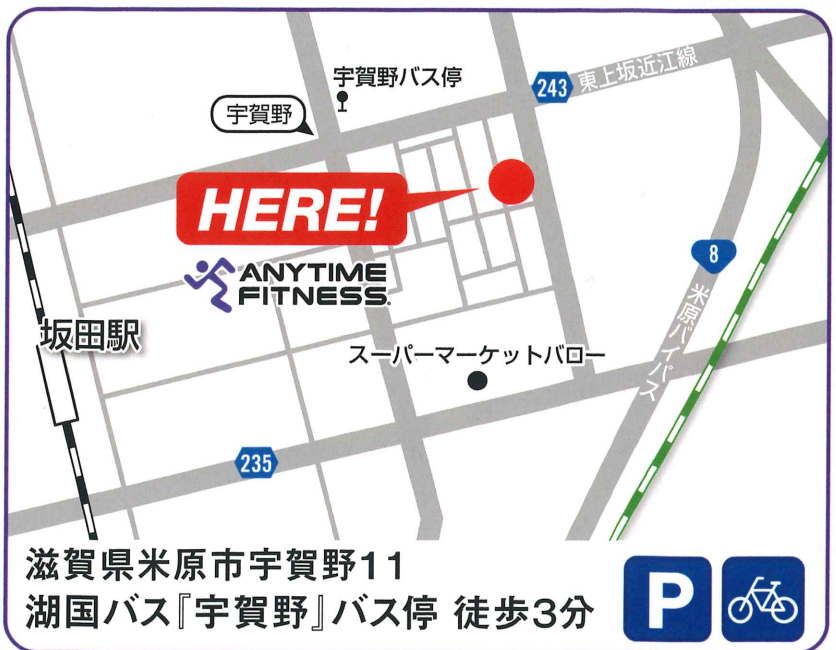 宇賀野バス停
宇賀野
243
東上坂近江線
HERE!
ANYTIME
FITNESS.
8
米原バイパス
坂田駅
スーパーマーケットバロー
235
滋賀県米原市宇賀野11
湖国バス『宇賀野』バス停 徒歩3分
P